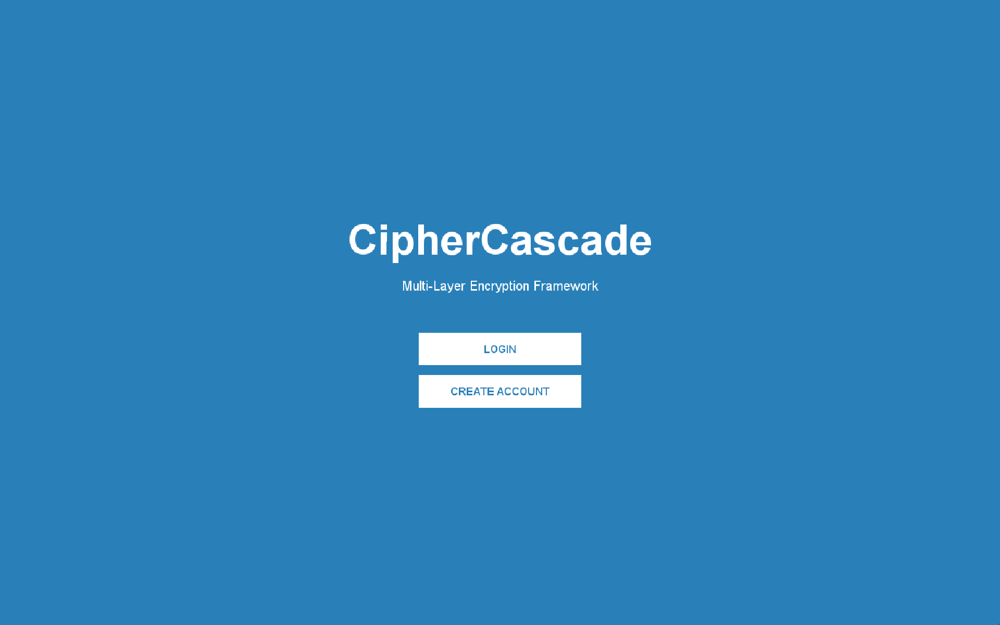 CipherCascade
Multi-Layer Encryption Framework
LOGIN
CREATE ACCOUNT